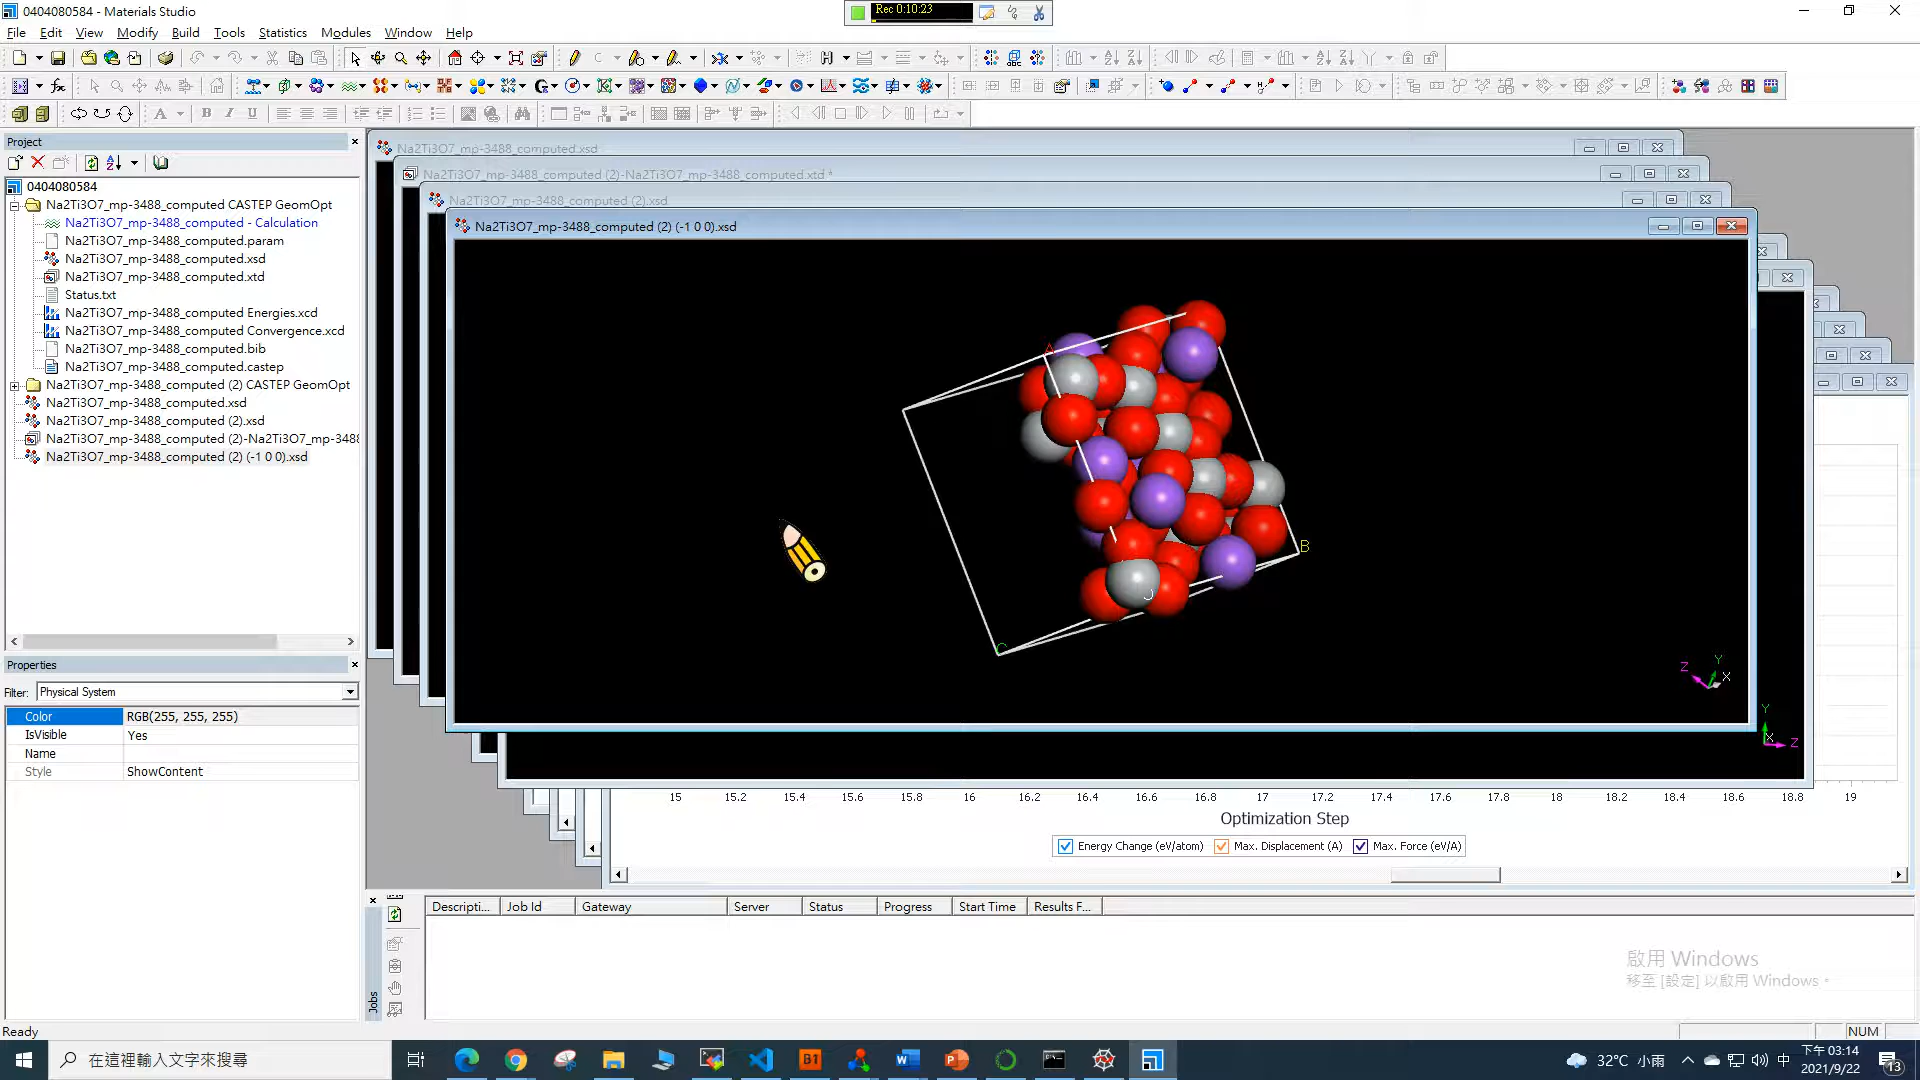 0404080584 - Materials Studio
Rec 0:10:23
File Edit View Modify Build Tools Statistics Modules Window Help
Project
0404080584
Na2Ti3O7_mp-3488_computed CASTEP GeomOpt
Na2Ti3O7_mp-3488_computed - Calculation
Na2Ti3O7_mp-3488_computed.param
Na2Ti3O7_mp-3488_computed.xsd
Na2Ti3O7_mp-3488_computed.xtd
Status.txt
Na2Ti3O7_mp-3488_computed Energies.xcd
Na2Ti3O7_mp-3488_computed Convergence.xcd
Na2Ti3O7_mp-3488_computed.bib
Na2Ti3O7_mp-3488_computed.castep
Na2Ti3O7_mp-3488_computed (2) CASTEP GeomOpt
Na2Ti3O7_mp-3488_computed.xsd
Na2Ti3O7_mp-3488_computed (2).xsd
Na2Ti3O7_mp-3488_computed (2)-Na2Ti3O7_mp-348
Na2Ti3O7_mp-3488_computed (2) (-1 0 0).xsd
Na2Ti3O7_mp-3488_computed.xsd
Na2Ti3O7_mp-3488_computed (2)-Na2Ti3O7_mp-3488_computed.xtd *
Na2Ti3O7_mp-3488_computed (2).xsd
Na2Ti3O7_mp-3488_computed (2) (-1 0 0).xsd
A
B
C
Z Y X
Y X Z
Properties
Filter: Physical System
Color RGB(255, 255, 255)
IsVisible Yes
Name
Style ShowContent
15 15.2 15.4 15.6 15.8 16 16.2 16.4 16.6 16.8 17 17.2 17.4 17.6 17.8 18 18.2 18.4 18.6 18.8 19
Optimization Step
Energy Change (eV/atom) Max. Displacement (A) Max. Force (eV/A)
Jobs
Descripti... Job Id Gateway Server Status Progress Start Time Results F...
啟用 Windows
移至 [設定] 以啟用 Windows。
Ready
NUM
在這裡輸入文字來搜尋
32°C 小雨
中
下午 03:14
2021/9/22
13